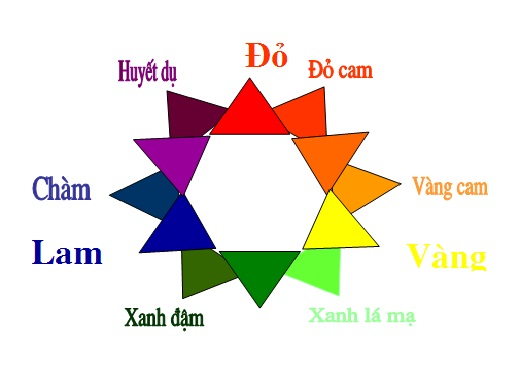 Đỏ
Huyết dụ
Đỏ cam
Chàm
Vàng cam
Lam
Vàng
Xanh đậm
Xanh lá mạ